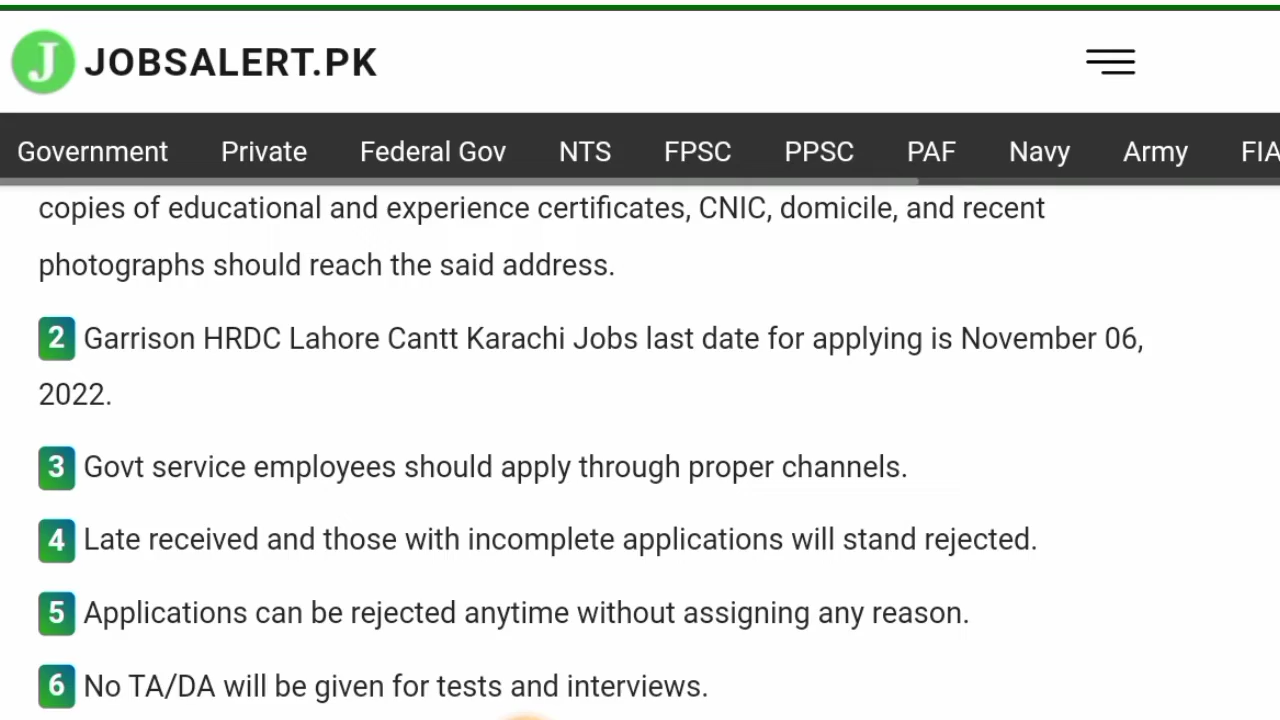 J JOBSALERT.PK
Government Private Federal Gov NTS FPSC PPSC PAF Navy Army FIA
copies of educational and experience certificates, CNIC, domicile, and recent
photographs should reach the said address.
2 Garrison HRDC Lahore Cantt Karachi Jobs last date for applying is November 06,
2022.
3 Govt service employees should apply through proper channels.
4 Late received and those with incomplete applications will stand rejected.
5 Applications can be rejected anytime without assigning any reason.
6 No TA/DA will be given for tests and interviews.